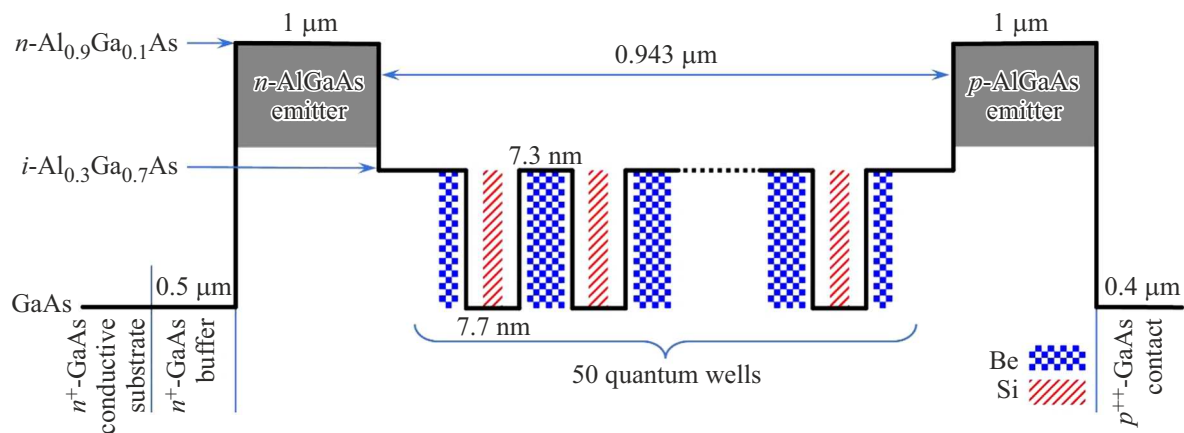 1 μm
1 μm
n-Al0.9Ga0.1As
0.943 μm
n-AlGaAs
emitter
p-AlGaAs
emitter
i-Al0.3Ga0.7As
7.3 nm
GaAs
0.5 μm
0.4 μm
7.7 nm
n+-GaAs
conductive
substrate
n+-GaAs
buffer
50 quantum wells
Be
Si
p++-GaAs
contact